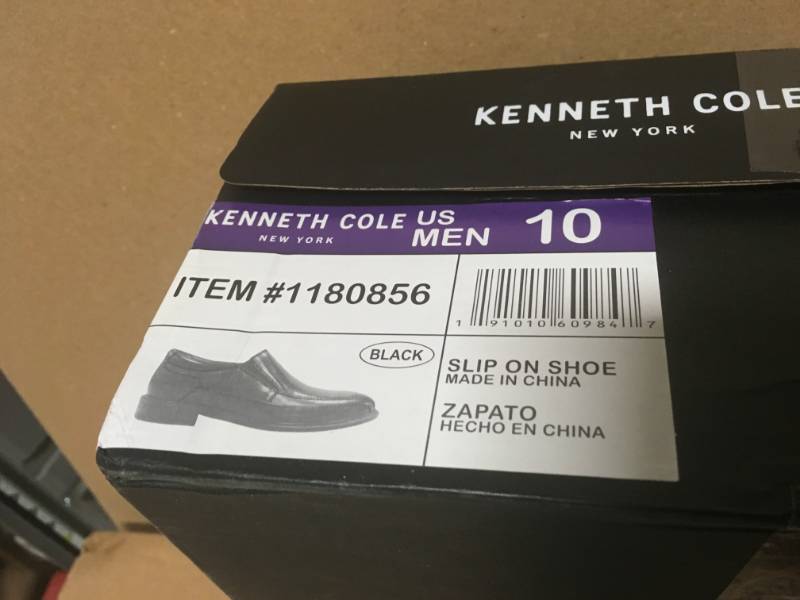 KENNETH COLE
NEW YORK
KENNETH COLE US MEN 10
NEW YORK
ITEM #1180856
1 91010 60984 7
BLACK
SLIP ON SHOE
MADE IN CHINA
ZAPATO
HECHO EN CHINA